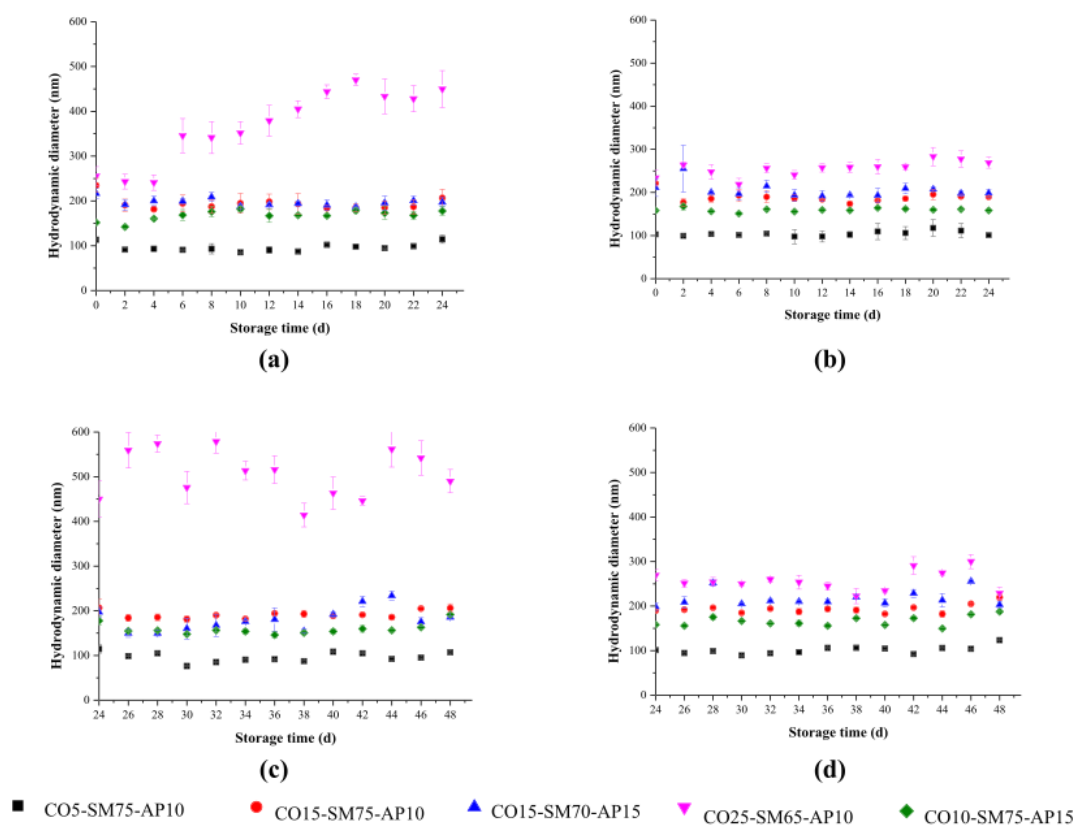 600
500
400
300
200
100
0
Hydrodynamic diameter (nm)
0 2 4 6 8 10 12 14 16 18 20 22 24
Storage time (d)
(a)
600
500
400
300
200
100
0
Hydrodynamic diameter (nm)
0 2 4 6 8 10 12 14 16 18 20 22 24
Storage time (d)
(b)
600
500
400
300
200
100
0
Hydrodynamic diameter (nm)
24 26 28 30 32 34 36 38 40 42 44 46 48
Storage time (d)
(c)
600
500
400
300
200
100
0
Hydrodynamic diameter (nm)
24 26 28 30 32 34 36 38 40 42 44 46 48
Storage time (d)
(d)
CO5-SM75-AP10 CO15-SM75-AP10 CO15-SM70-AP15 CO25-SM65-AP10 CO10-SM75-AP15